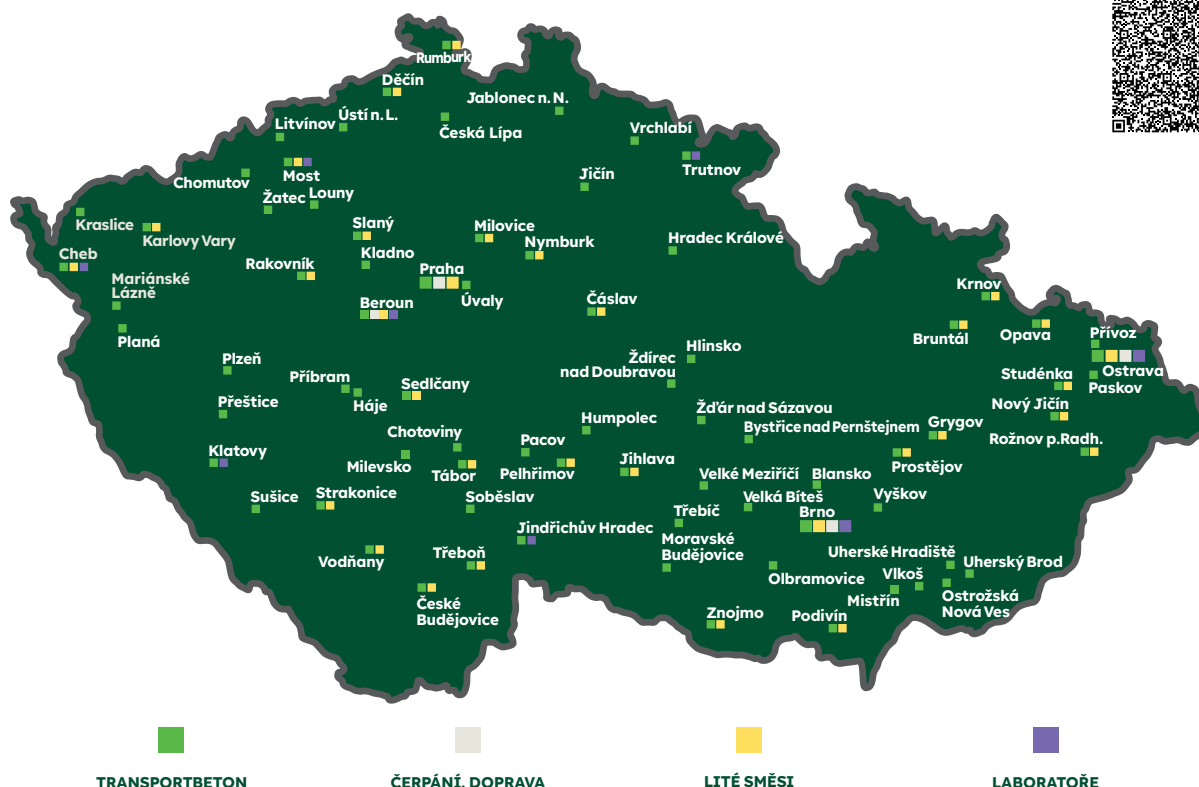 Rumburk
Děčín
Jablonec n. N.
Ústí n. L.
Litvínov
Česká Lípa
Vrchlabí
Trutnov
Most
Chomutov
Jičín
Žatec
Louny
Kraslice
Karlovy Vary
Slaný
Milovice
Nymburk
Hradec Králové
Cheb
Kladno
Rakovník
Praha
Mariánské
Lázně
Úvaly
Beroun
Čáslav
Krnov
Planá
Bruntál
Opava
Přívoz
Hlinsko
Ždírec
nad Doubravou
Plzeň
Ostrava
Studénka
Paskov
Příbram
Sedlčany
Háje
Přeštice
Nový Jičín
Žďár nad Sázavou
Humpolec
Bystřice nad Pernštejnem
Grygov
Chotoviny
Pacov
Rožnov p.Radh.
Klatovy
Milevsko
Tábor
Pelhřimov
Jihlava
Prostějov
Velké Meziříčí
Blansko
Sušice
Strakonice
Soběslav
Velká Bíteš
Vyškov
Třebíč
Brno
Jindřichův Hradec
Moravské
Budějovice
Vodňany
Třeboň
Uherské Hradiště
Uherský Brod
Olbramovice
Vlkoš
Mistřín
Ostrožská
Nová Ves
České
Budějovice
Znojmo
Podivín
TRANSPORTBETON
ČERPÁNÍ, DOPRAVA
LITÉ SMĚSI
LABORATOŘE